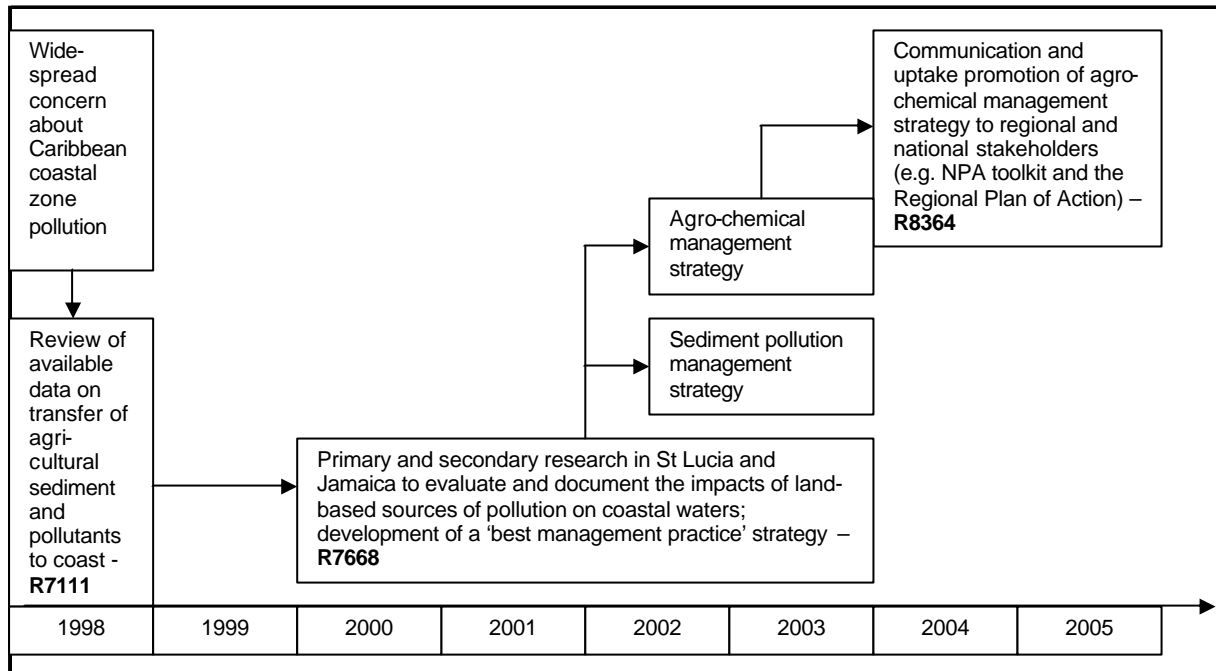 Wide-
spread
concern
about
Caribbean
coastal
zone
pollution
Review of
available
data on
transfer of
agri-
cultural
sediment
and
pollutants
to coast -
R7111
Primary and secondary research in St Lucia and
Jamaica to evaluate and document the impacts of land-
based sources of pollution on coastal waters;
development of a ‘best management practice’ strategy –
R7668
Agro-chemical
management
strategy
Sediment pollution
management
strategy
Communication and
uptake promotion of agro-
chemical management
strategy to regional and
national stakeholders
(e.g. NPA toolkit and the
Regional Plan of Action) –
R8364
1998 1999 2000 2001 2002 2003 2004 2005